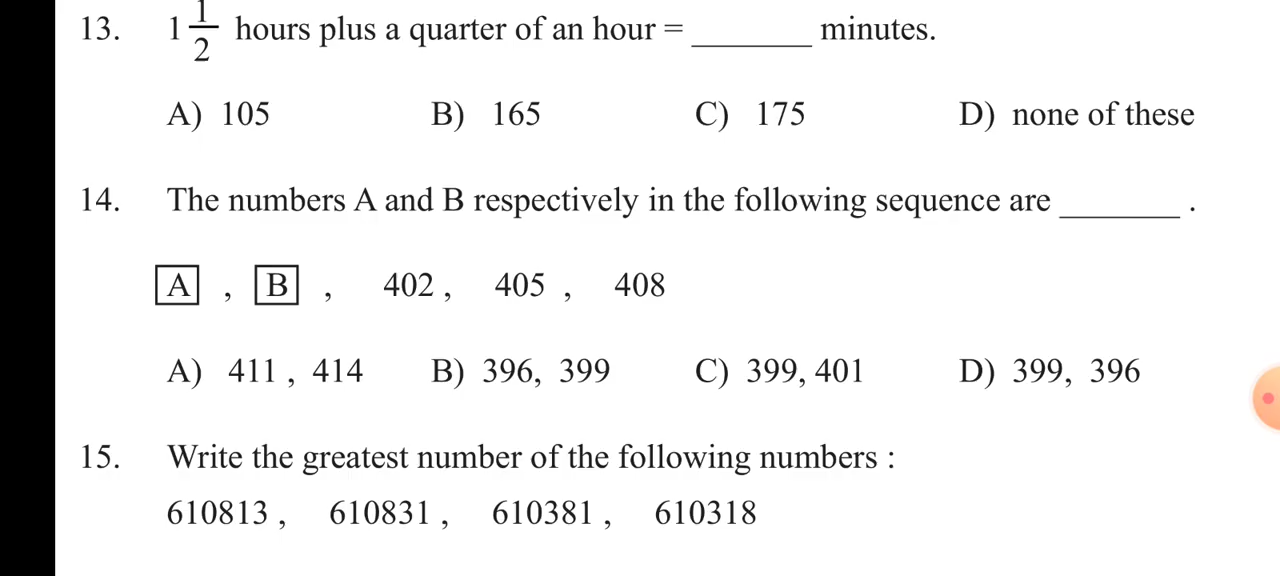 13. 1 1/2 hours plus a quarter of an hour = _______ minutes.
A) 105 B) 165 C) 175 D) none of these
14. The numbers A and B respectively in the following sequence are _______ .
A , B , 402 , 405 , 408
A) 411 , 414 B) 396, 399 C) 399, 401 D) 399, 396
15. Write the greatest number of the following numbers :
610813 , 610831 , 610381 , 610318